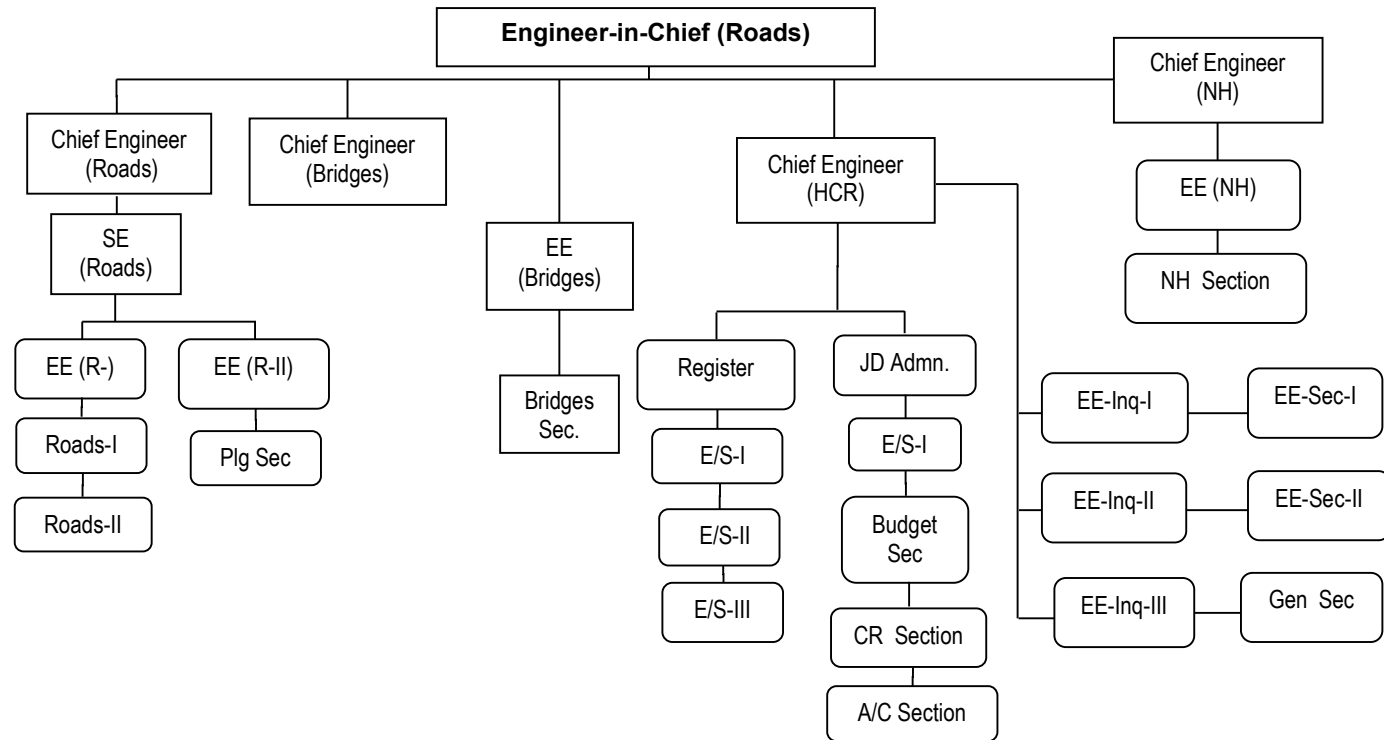 Engineer-in-Chief (Roads)
Chief Engineer
(NH)
Chief Engineer
(Roads)
Chief Engineer
(Bridges)
Chief Engineer
(HCR)
EE (NH)
SE
(Roads)
EE
(Bridges)
NH Section
EE (R-)
EE (R-II)
Register
JD Admn.
Bridges
Sec.
EE-Inq-I
EE-Sec-I
Roads-I
Plg Sec
E/S-I
E/S-I
Roads-II
E/S-II
Budget
Sec
EE-Inq-II
EE-Sec-II
E/S-III
CR Section
EE-Inq-III
Gen Sec
A/C Section